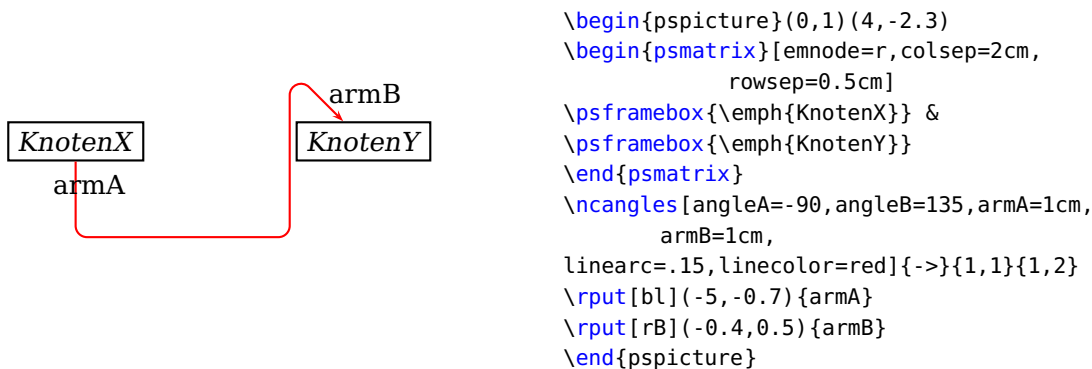 armB
KnotenX
KnotenY
armA
\begin{pspicture}(0,1)(4,-2.3)
\begin{psmatrix}[emnode=r,colsep=2cm,
rowsep=0.5cm]
\psframebox{\emph{KnotenX}} &
\psframebox{\emph{KnotenY}}
\end{psmatrix}
\ncangles[angleA=-90,angleB=135,armA=1cm,
armB=1cm,
linearc=.15,linecolor=red]{->}{1,1}{1,2}
\rput[bl](-5,-0.7){armA}
\rput[rB](-0.4,0.5){armB}
\end{pspicture}